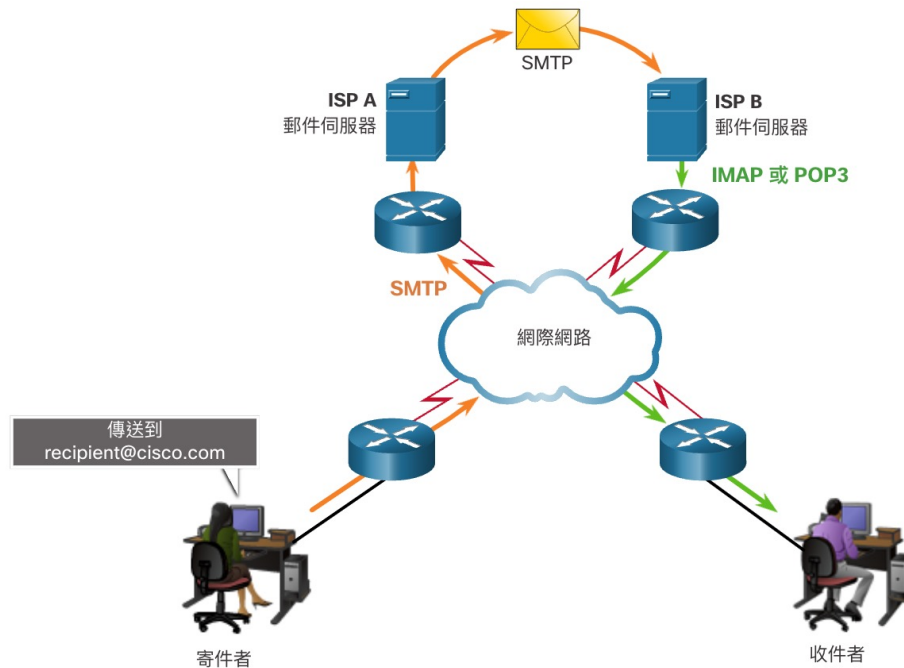 SMTP
ISP A
郵件伺服器
ISP B
郵件伺服器
IMAP 或 POP3
SMTP
網際網路
傳送到
recipient@cisco.com
寄件者
收件者